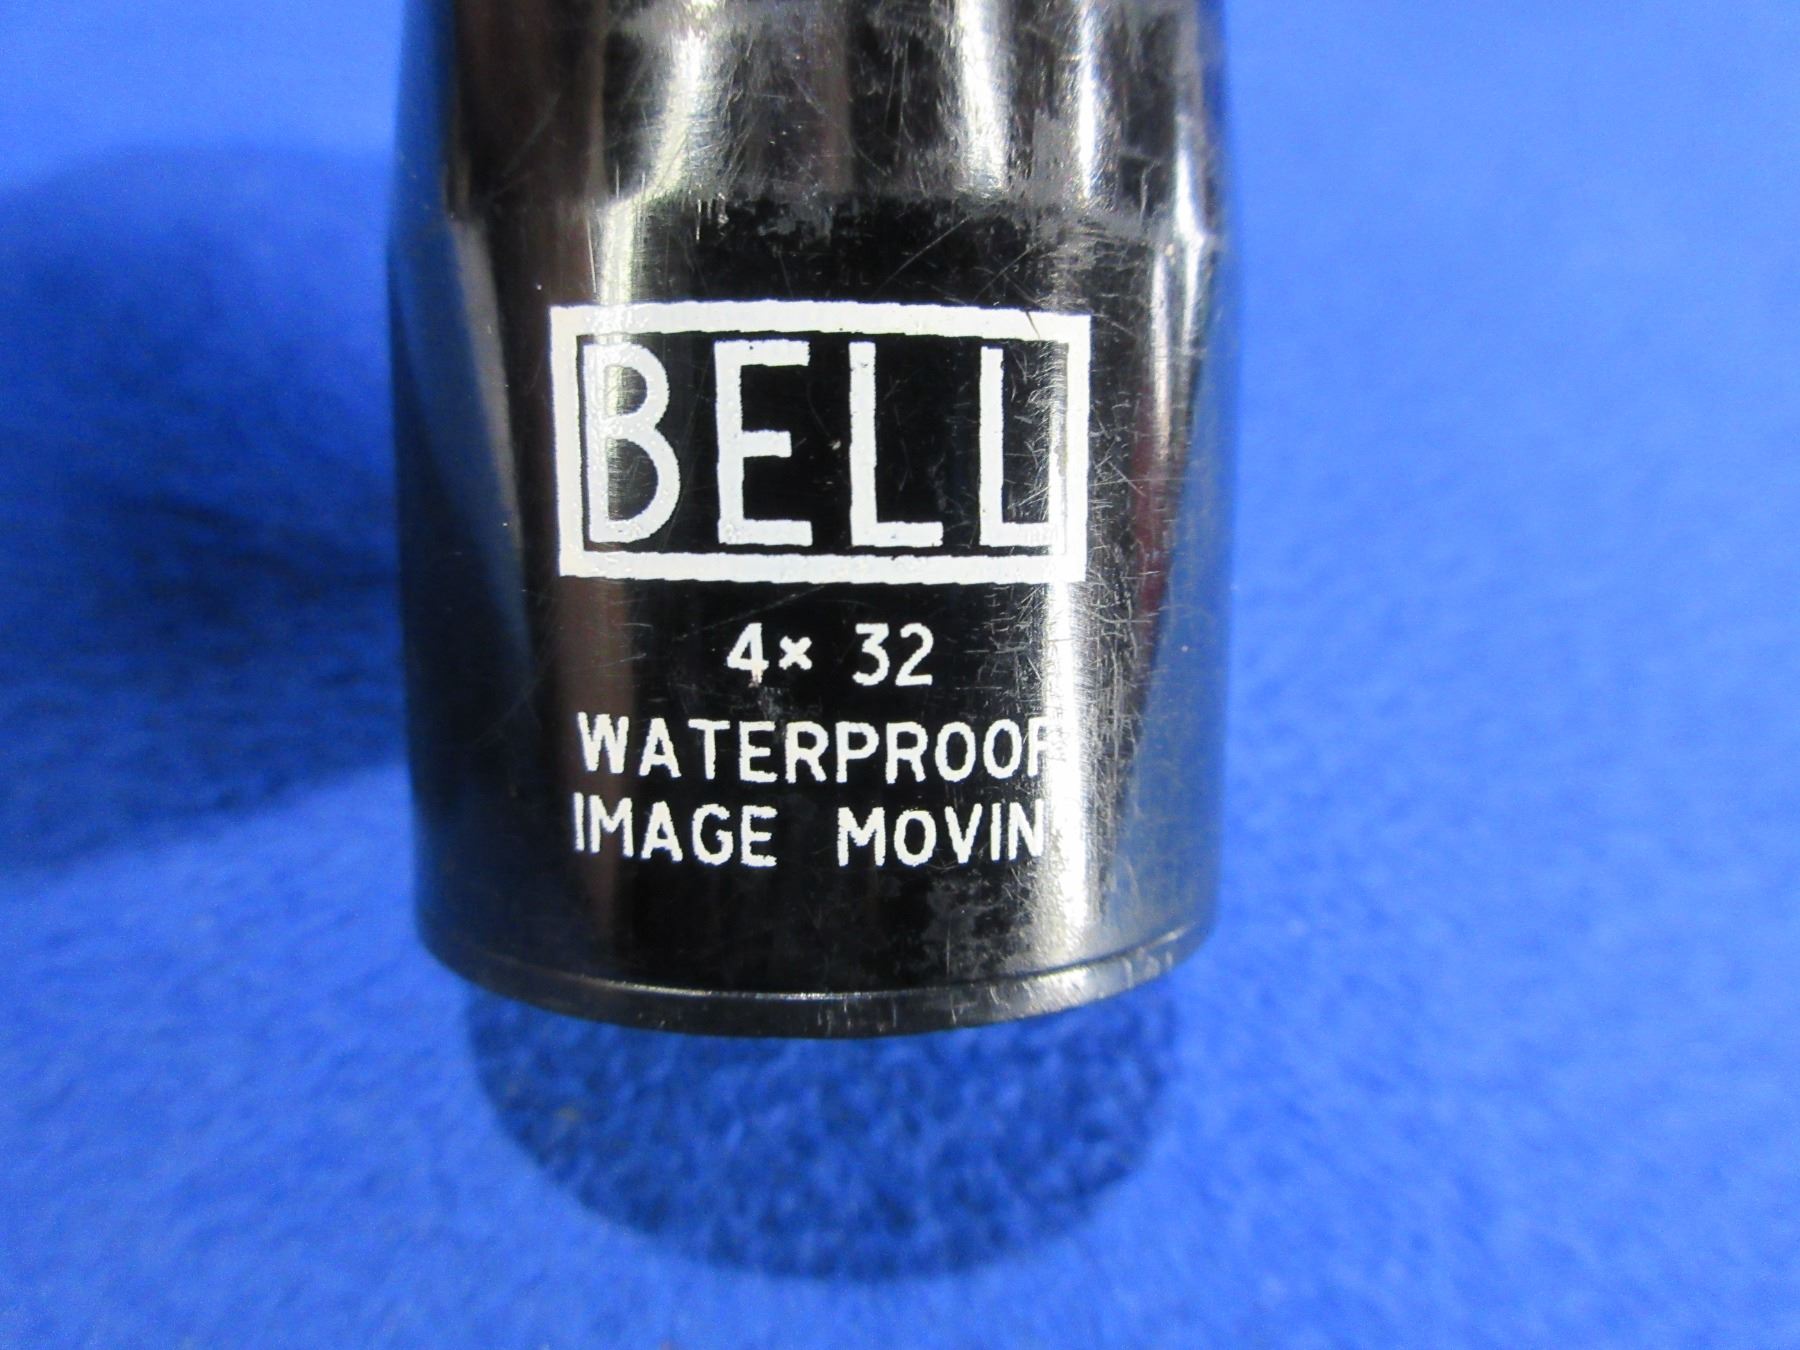 BELL
4× 32
WATERPROOF
IMAGE MOVIN